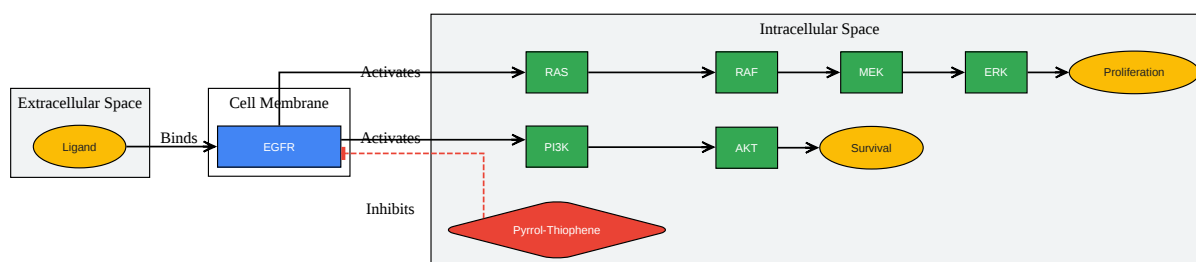 Intracellular Space
Activates
RAS
RAF
MEK
ERK
Proliferation
Extracellular Space
Cell Membrane
Ligand
Binds
EGFR
Activates
PI3K
AKT
Survival
Inhibits
Pyrrol-Thiophene